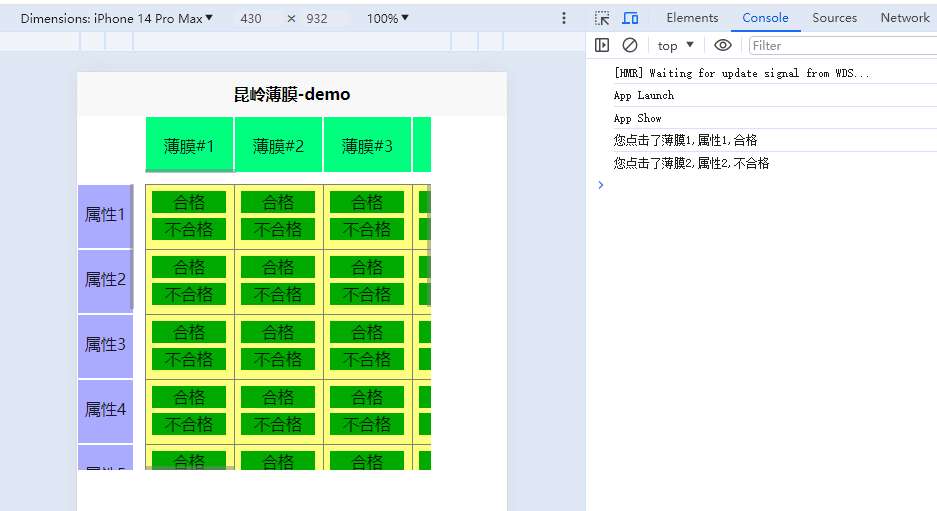 Dimensions: iPhone 14 Pro Max▼ 430 × 932 100%▼
Elements Console Sources Network
top ▼ Filter
昆岭薄膜-demo
薄膜#1 薄膜#2 薄膜#3
属性1 合格 合格 合格
不合格 不合格 不合格
属性2 合格 合格 合格
不合格 不合格 不合格
属性3 合格 合格 合格
不合格 不合格 不合格
属性4 合格 合格 合格
不合格 不合格 不合格
属性5 合格 合格 合格
[HMR] Waiting for update signal from WDS...
App Launch
App Show
您点击了薄膜1,属性1,合格
您点击了薄膜2,属性2,不合格